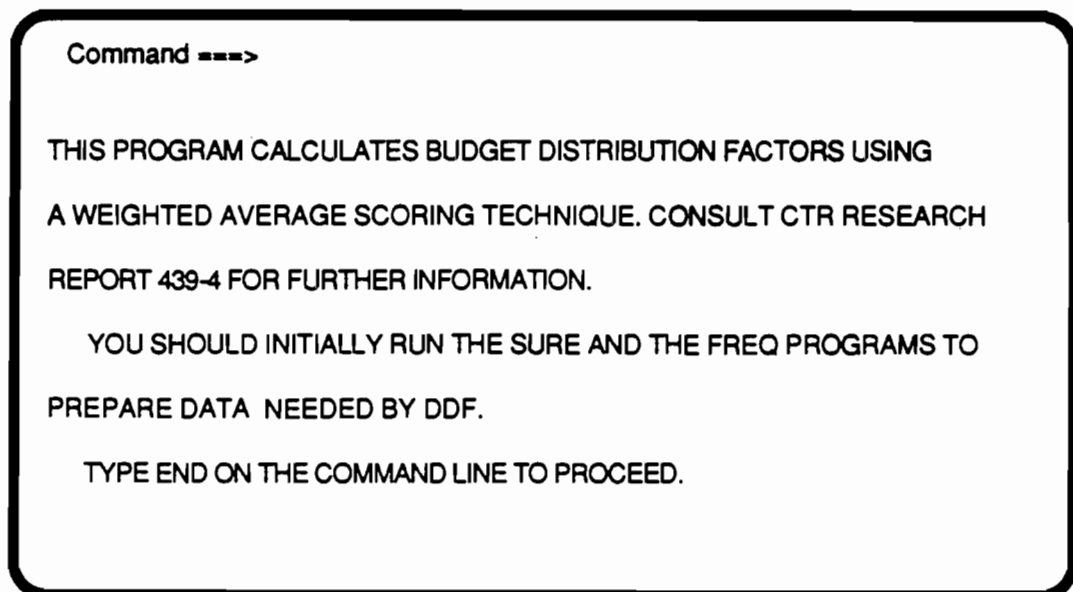 Command ===>
THIS PROGRAM CALCULATES BUDGET DISTRIBUTION FACTORS USING
A WEIGHTED AVERAGE SCORING TECHNIQUE. CONSULT CTR RESEARCH
REPORT 439-4 FOR FURTHER INFORMATION.
YOU SHOULD INITIALLY RUN THE SURE AND THE FREQ PROGRAMS TO
PREPARE DATA NEEDED BY DDF.
TYPE END ON THE COMMAND LINE TO PROCEED.